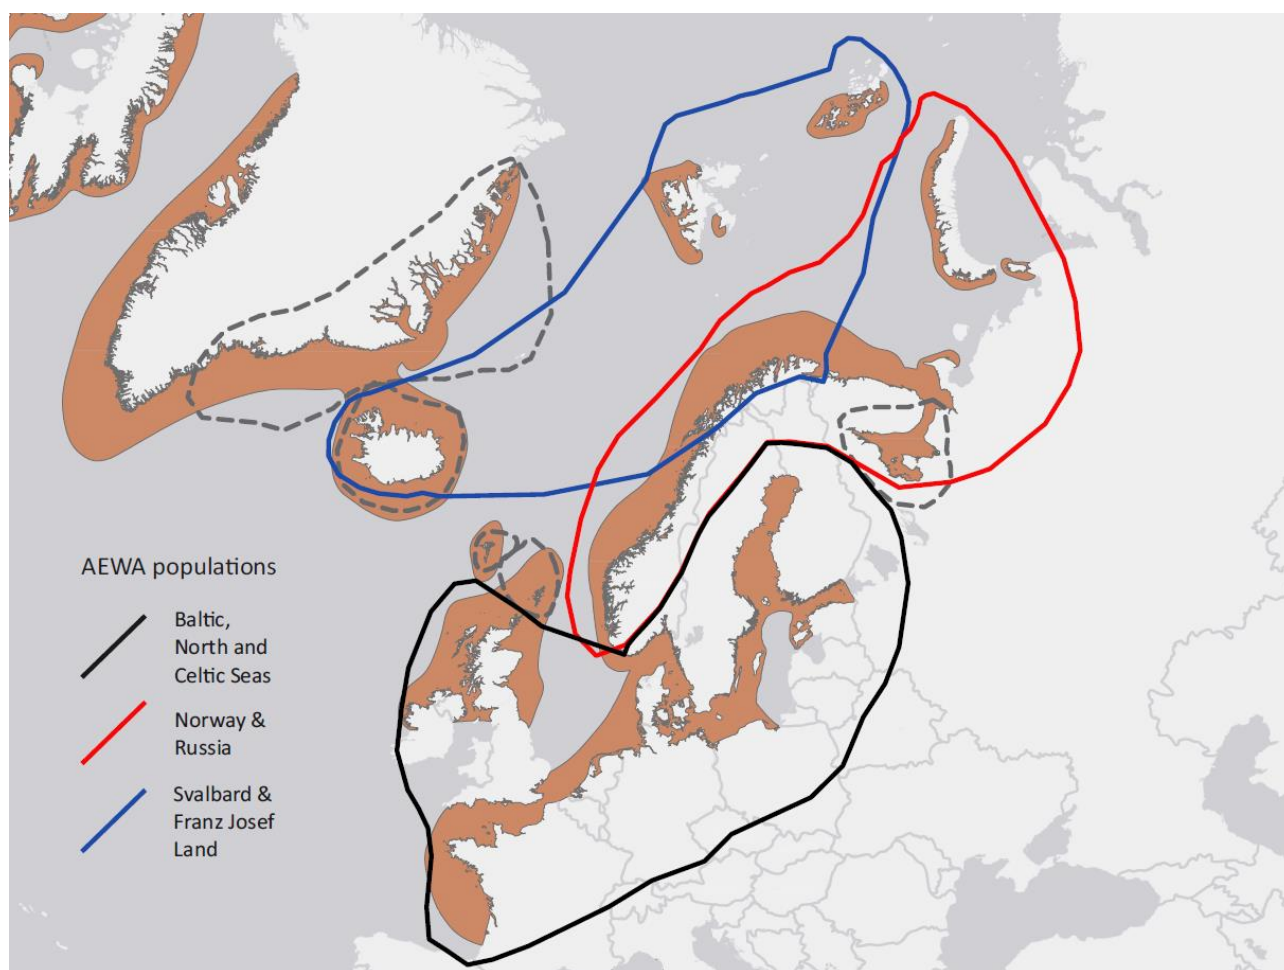 AEWA populations
Baltic,
North and
Celtic Seas
Norway &
Russia
Svalbard &
Franz Josef
Land